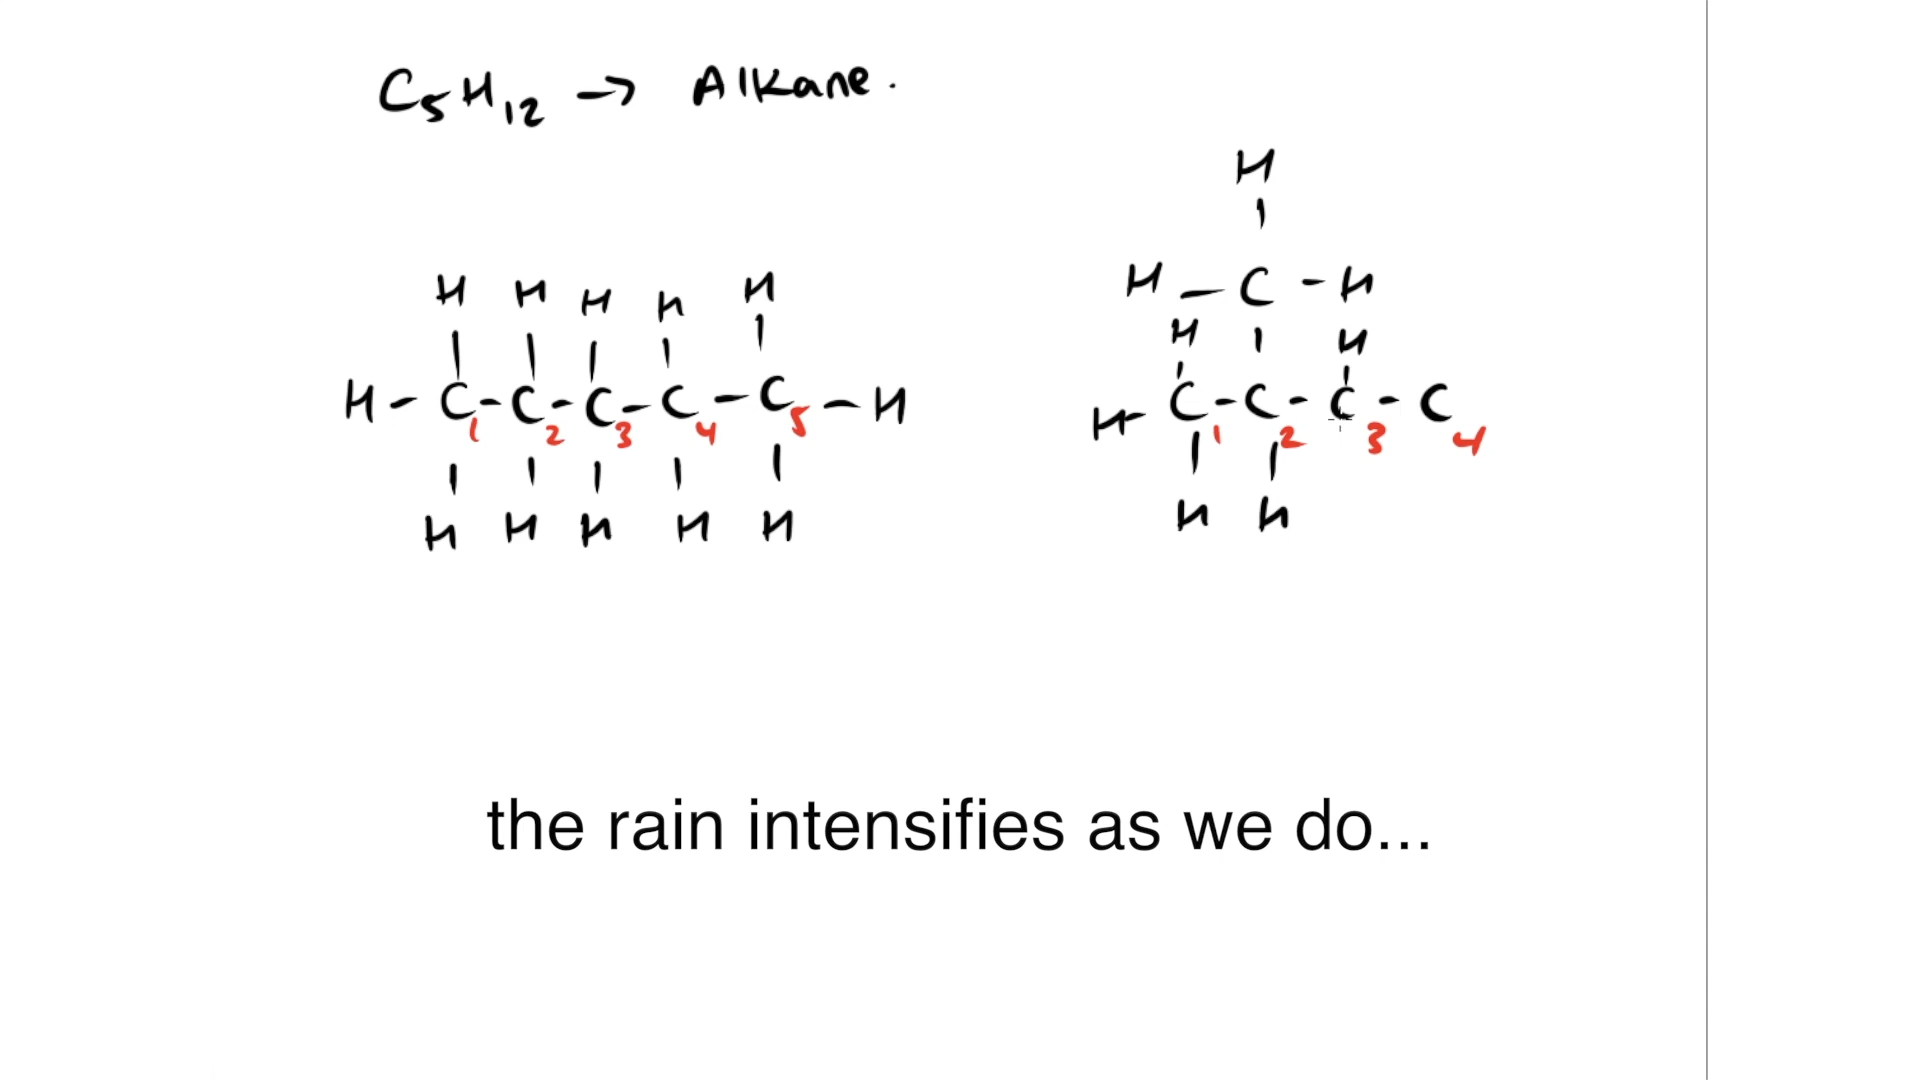 C₅H₁₂ → Alkane.
H
H – C – H
H H H H H
H H
H - C - C - C - C - C - H
1 2 3 4 5
H - C - C - C - C
1 2 3 4
H H H H H
H H
the rain intensifies as we do...